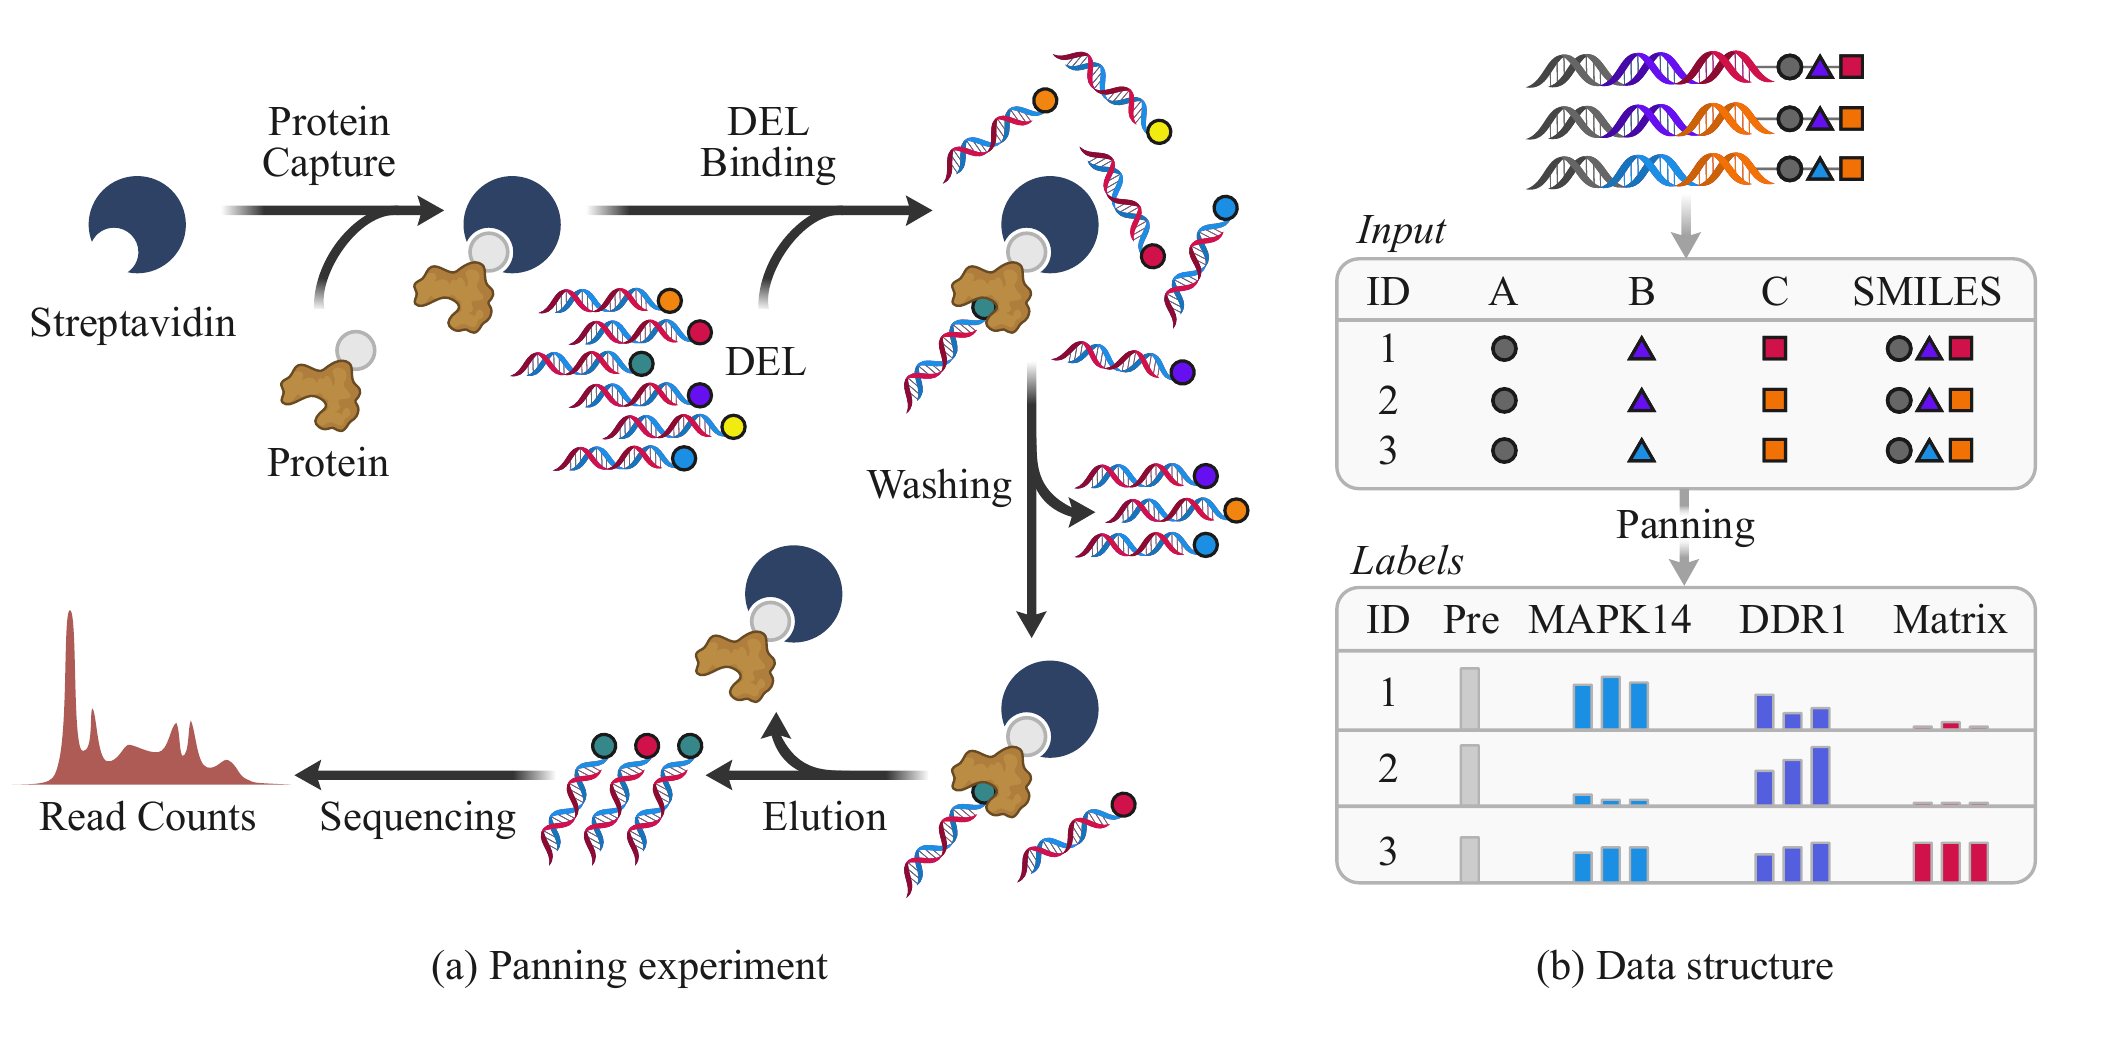 Protein
Capture
DEL
Binding
Streptavidin
Protein
DEL
Washing
Elution
Sequencing
Read Counts
(a) Panning experiment
Input
ID A B C SMILES
1
2
3
Panning
Labels
ID Pre MAPK14 DDR1 Matrix
1
2
3
(b) Data structure